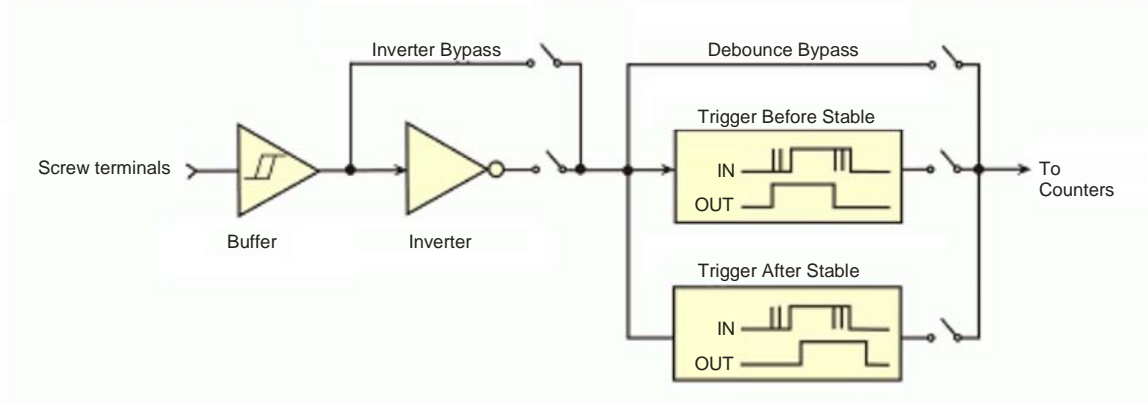 Inverter Bypass
Debounce Bypass
Trigger Before Stable
Screw terminals
IN
OUT
To
Counters
Buffer
Inverter
Trigger After Stable
IN
OUT